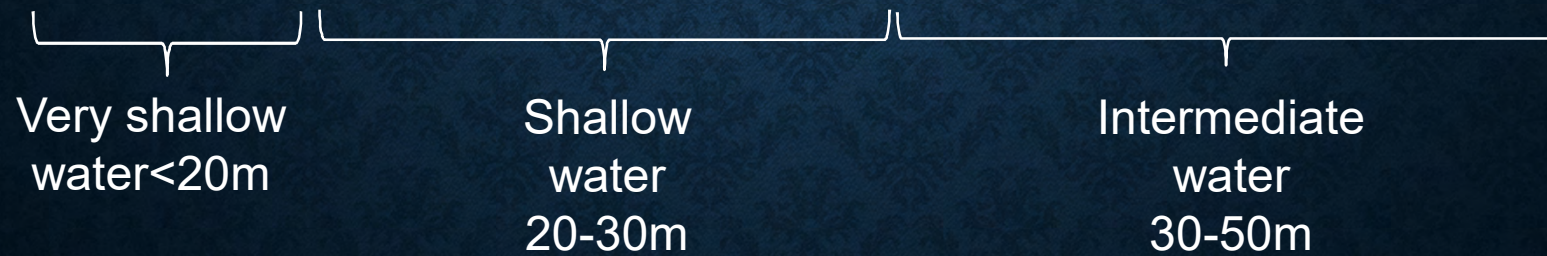 Very shallow
water<20m
Shallow
water
20-30m
Intermediate
water
30-50m